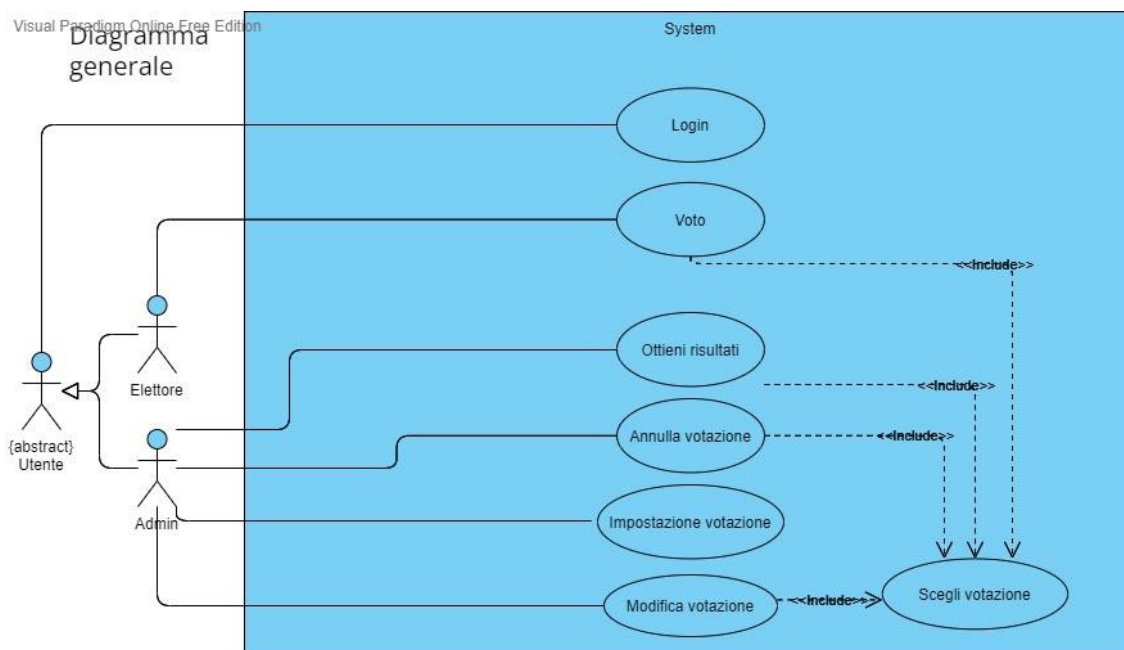 Visual Paradigm Online Free Edition
Diagramma
generale
System
Login
Voto
<<Include>>
Elettore
Ottieni risultati
<<Include>>
{abstract}
Utente
Annulla votazione
<<Include>>
Admin
Impostazione votazione
Modifica votazione
<<Include>>
Scegli votazione